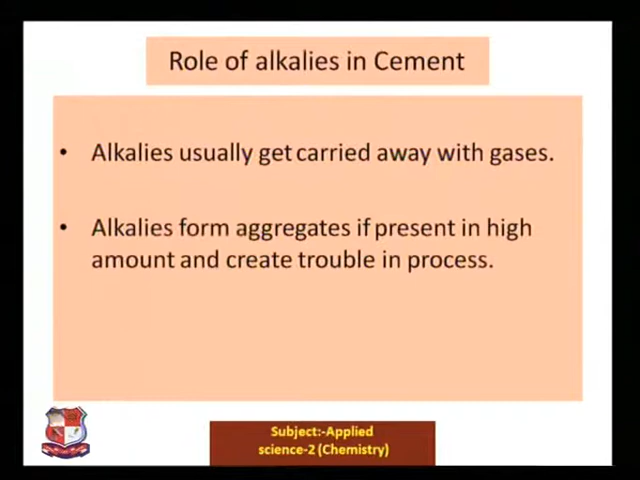 Role of alkalies in Cement
• Alkalies usually get carried away with gases.
• Alkalies form aggregates if present in high
amount and create trouble in process.
Subject:-Applied
science-2 (Chemistry)